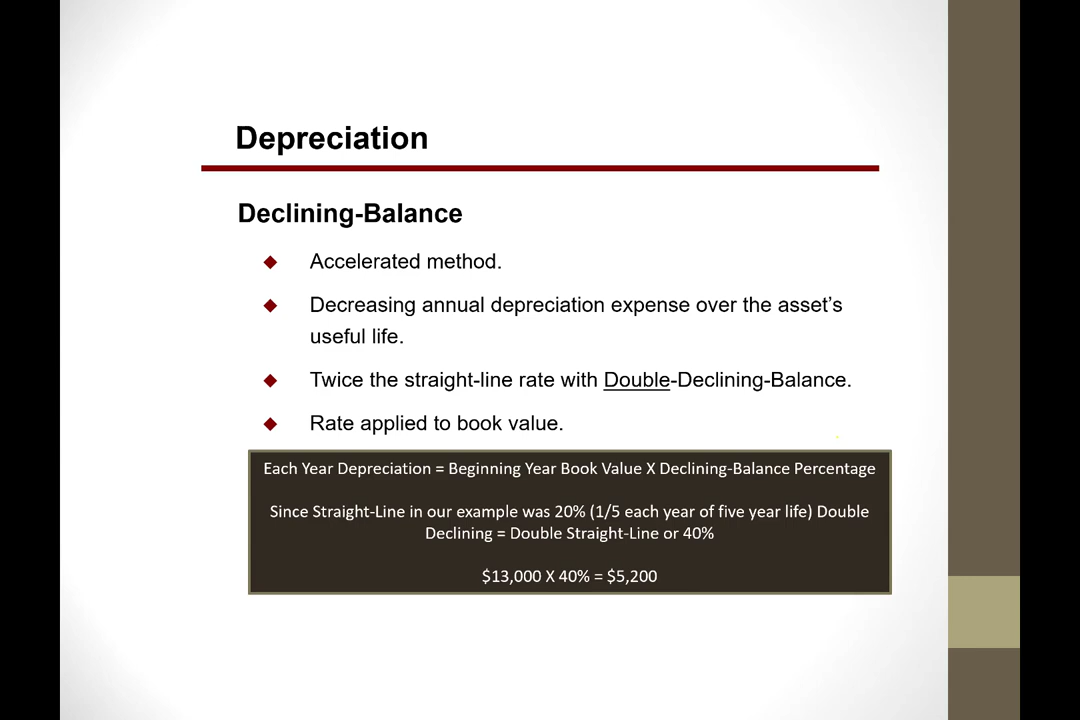 Depreciation
Declining-Balance
Accelerated method.
Decreasing annual depreciation expense over the asset’s
useful life.
Twice the straight-line rate with Double-Declining-Balance.
Rate applied to book value.
Each Year Depreciation = Beginning Year Book Value X Declining-Balance Percentage
Since Straight-Line in our example was 20% (1/5 each year of five year life) Double
Declining = Double Straight-Line or 40%
$13,000 X 40% = $5,200